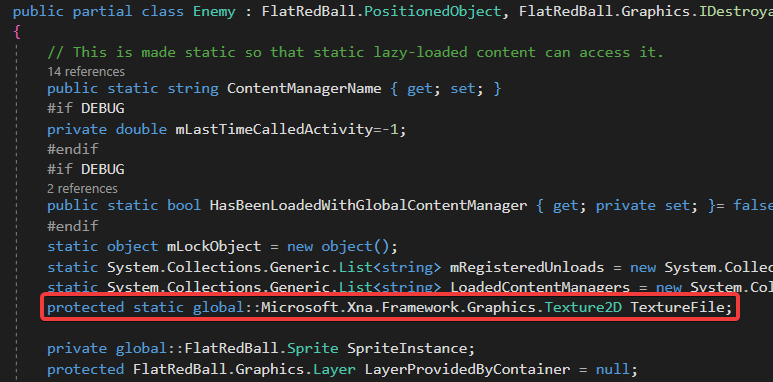 public partial class Enemy : FlatRedBall.PositionedObject, FlatRedBall.Graphics.IDestroya
{
// This is made static so that static lazy-loaded content can access it.
14 references
public static string ContentManagerName { get; set; }
#if DEBUG
private double mLastTimeCalledActivity=-1;
#endif
#if DEBUG
2 references
public static bool HasBeenLoadedWithGlobalContentManager { get; private set; }= false
#endif
static object mLockObject = new object();
static System.Collections.Generic.List<string> mRegisteredUnloads = new System.Collec
static System.Collections.Generic.List<string> LoadedContentManagers = new System.Co
protected static global::Microsoft.Xna.Framework.Graphics.Texture2D TextureFile;
private global::FlatRedBall.Sprite SpriteInstance;
protected FlatRedBall.Graphics.Layer LayerProvidedByContainer = null;